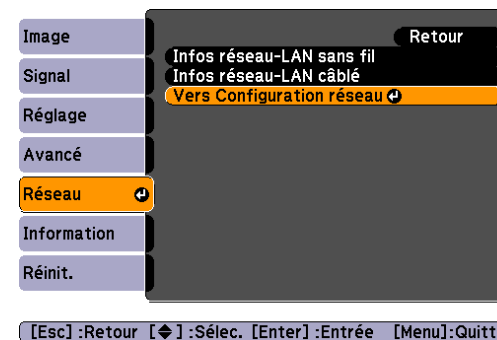 Image
Signal
Réglage
Avancé
Réseau
Information
Réinit.
Retour
Infos réseau-LAN sans fil
Infos réseau-LAN câblé
Vers Configuration réseau
[Esc] :Retour [◆] :Sélec. [Enter] :Entrée [Menu]:Quitt